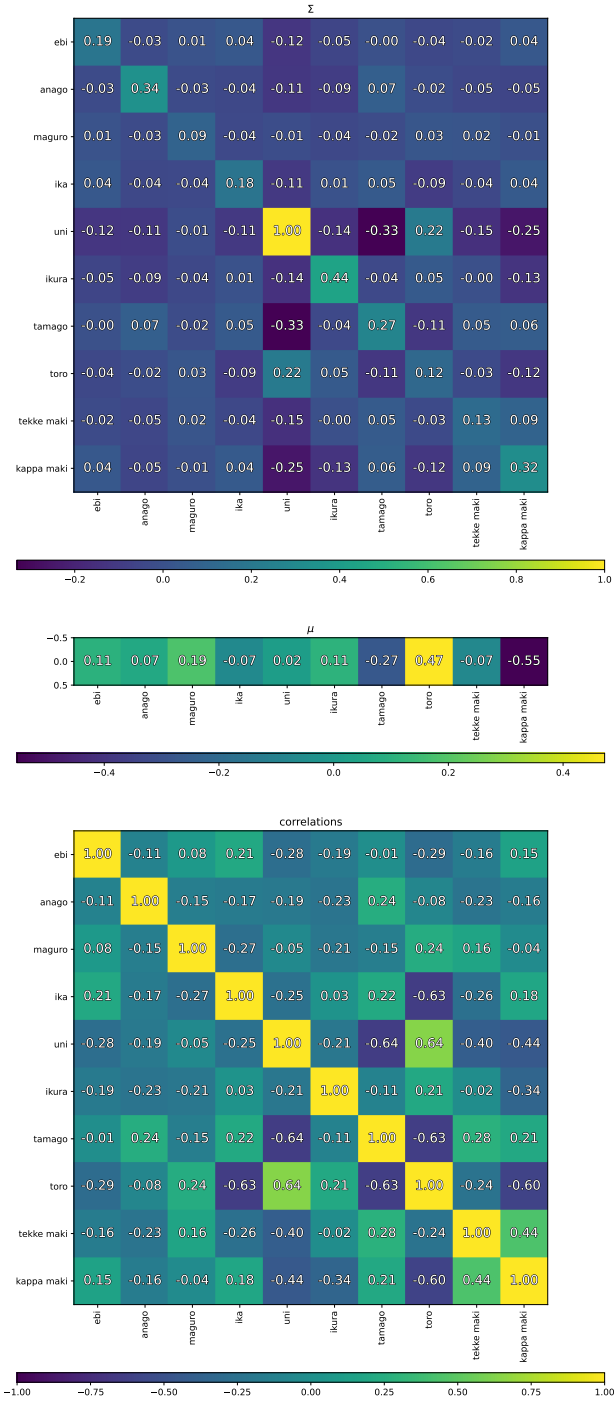 Σ
ebi 0.19 -0.03 0.01 0.04 -0.12 -0.05 -0.00 -0.04 -0.02 0.04
anago -0.03 0.34 -0.03 -0.04 -0.11 -0.09 0.07 -0.02 -0.05 -0.05
maguro 0.01 -0.03 0.09 -0.04 -0.01 -0.04 -0.02 0.03 0.02 -0.01
ika 0.04 -0.04 -0.04 0.18 -0.11 0.01 0.05 -0.09 -0.04 0.04
uni -0.12 -0.11 -0.01 -0.11 1.00 -0.14 -0.33 0.22 -0.15 -0.25
ikura -0.05 -0.09 -0.04 0.01 -0.14 0.44 -0.04 0.05 -0.00 -0.13
tamago -0.00 0.07 -0.02 0.05 -0.33 -0.04 0.27 -0.11 0.05 0.06
toro -0.04 -0.02 0.03 -0.09 0.22 0.05 -0.11 0.12 -0.03 -0.12
tekke maki -0.02 -0.05 0.02 -0.04 -0.15 -0.00 0.05 -0.03 0.13 0.09
kappa maki 0.04 -0.05 -0.01 0.04 -0.25 -0.13 0.06 -0.12 0.09 0.32
ebi anago maguro ika uni ikura tamago toro tekke maki kappa maki
−0.2 0.0 0.2 0.4 0.6 0.8 1.0
μ
−0.5
0.0 0.11 0.07 0.19 -0.07 0.02 0.11 -0.27 0.47 -0.07 -0.55
0.5
ebi anago maguro ika uni ikura tamago toro tekke maki kappa maki
−0.4 −0.2 0.0 0.2 0.4
correlations
ebi 1.00 -0.11 0.08 0.21 -0.28 -0.19 -0.01 -0.29 -0.16 0.15
anago -0.11 1.00 -0.15 -0.17 -0.19 -0.23 0.24 -0.08 -0.23 -0.16
maguro 0.08 -0.15 1.00 -0.27 -0.05 -0.21 -0.15 0.24 0.16 -0.04
ika 0.21 -0.17 -0.27 1.00 -0.25 0.03 0.22 -0.63 -0.26 0.18
uni -0.28 -0.19 -0.05 -0.25 1.00 -0.21 -0.64 0.64 -0.40 -0.44
ikura -0.19 -0.23 -0.21 0.03 -0.21 1.00 -0.11 0.21 -0.02 -0.34
tamago -0.01 0.24 -0.15 0.22 -0.64 -0.11 1.00 -0.63 0.28 0.21
toro -0.29 -0.08 0.24 -0.63 0.64 0.21 -0.63 1.00 -0.24 -0.60
tekke maki -0.16 -0.23 0.16 -0.26 -0.40 -0.02 0.28 -0.24 1.00 0.44
kappa maki 0.15 -0.16 -0.04 0.18 -0.44 -0.34 0.21 -0.60 0.44 1.00
ebi anago maguro ika uni ikura tamago toro tekke maki kappa maki
−1.00 −0.75 −0.50 −0.25 0.00 0.25 0.50 0.75 1.00